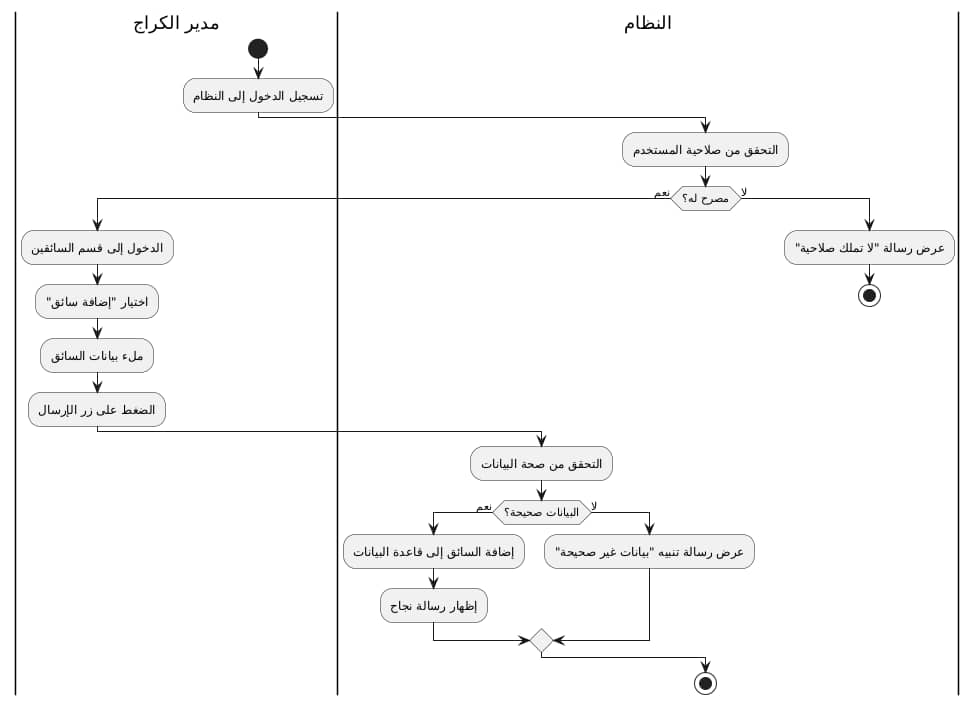 مدير الكراج
النظام
تسجيل الدخول إلى النظام
التحقق من صلاحية المستخدم
مصرح له؟
نعم
لا
الدخول إلى قسم السائقين
عرض رسالة "لا تملك صلاحية"
اختيار "إضافة سائق"
ملء بيانات السائق
الضغط على زر الإرسال
التحقق من صحة البيانات
البيانات صحيحة؟
نعم
لا
إضافة السائق إلى قاعدة البيانات
عرض رسالة تنبيه "بيانات غير صحيحة"
إظهار رسالة نجاح